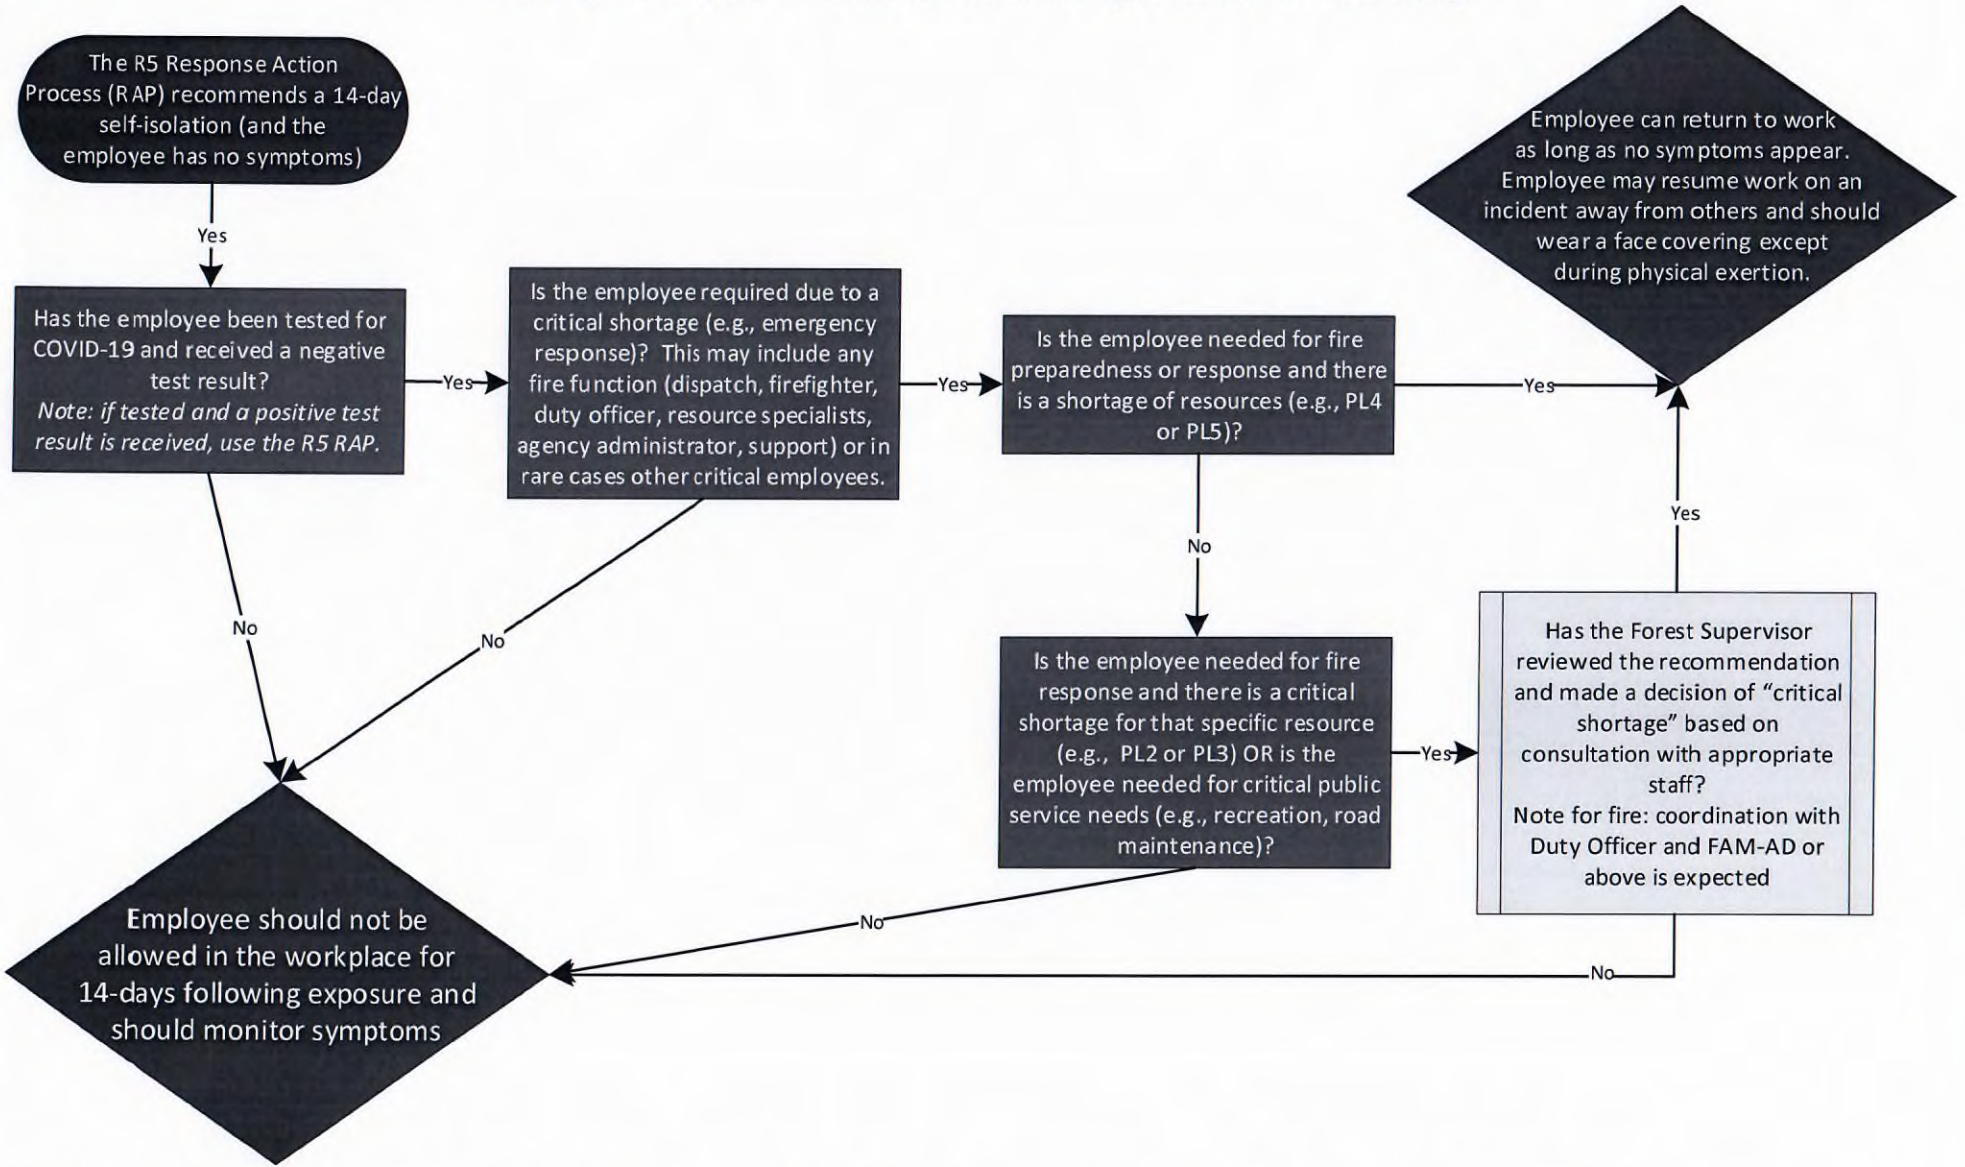 The R5 Response Action
Process (RAP) recommends a 14-day
self-isolation (and the
employee has no symptoms)
Yes
Has the employee been tested for
COVID-19 and received a negative
test result?
Note: if tested and a positive test
result is received, use the R5 RAP.
Yes
No
Is the employee required due to a
critical shortage (e.g., emergency
response)? This may include any
fire function (dispatch, firefighter,
duty officer, resource specialists,
agency administrator, support) or in
rare cases other critical employees.
Yes
No
Is the employee needed for fire
preparedness or response and there
is a shortage of resources (e.g., PL4
or PL5)?
Yes
No
Employee can return to work
as long as no symptoms appear.
Employee may resume work on an
incident away from others and should
wear a face covering except
during physical exertion.
Is the employee needed for fire
response and there is a critical
shortage for that specific resource
(e.g., PL2 or PL3) OR is the
employee needed for critical public
service needs (e.g., recreation, road
maintenance)?
Yes
No
Has the Forest Supervisor
reviewed the recommendation
and made a decision of “critical
shortage” based on
consultation with appropriate
staff?
Note for fire: coordination with
Duty Officer and FAM-AD or
above is expected
Yes
No
Employee should not be
allowed in the workplace for
14-days following exposure and
should monitor symptoms